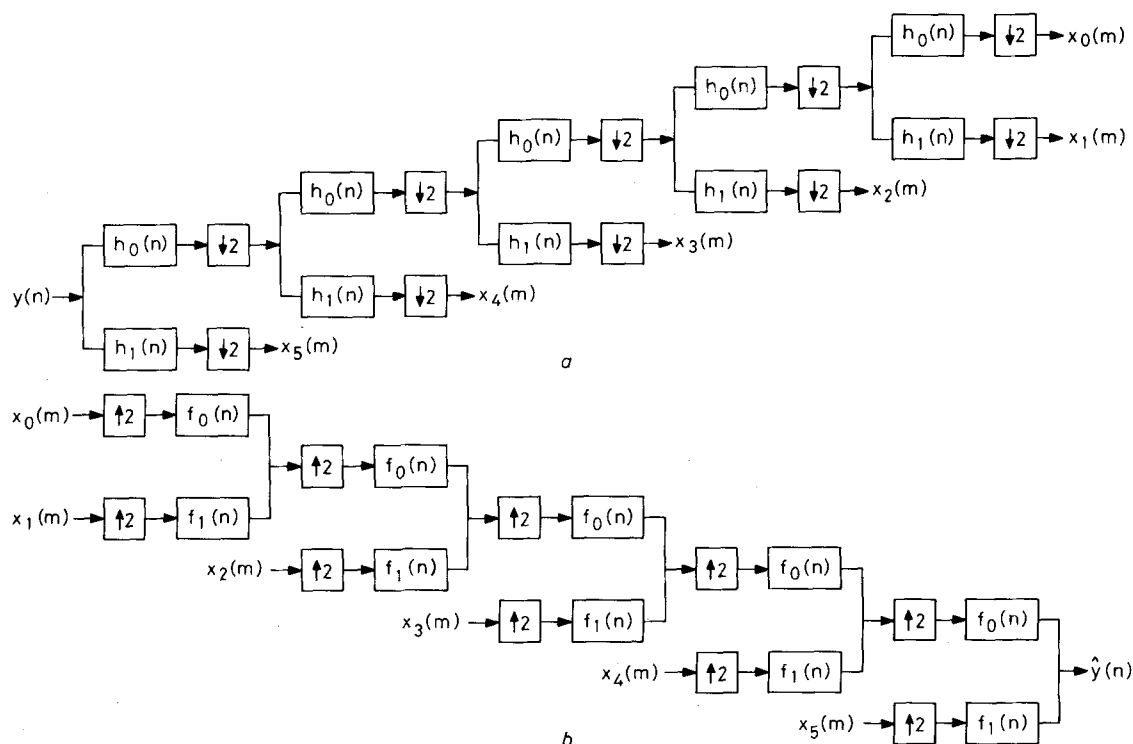 h₀(n) ↓2 x₀(m)
h₀(n) ↓2
h₁(n) ↓2 x₁(m)
h₀(n) ↓2
h₁(n) ↓2 x₂(m)
h₀(n) ↓2
h₁(n) ↓2 x₃(m)
h₀(n) ↓2
y(n)
h₁(n) ↓2 x₄(m)
h₁(n) ↓2 x₅(m)
a
x₀(m) ↑2 f₀(n)
↑2 f₀(n)
x₁(m) ↑2 f₁(n)
↑2 f₀(n)
x₂(m) ↑2 f₁(n)
↑2 f₀(n)
x₃(m) ↑2 f₁(n)
↑2 f₀(n)
x₄(m) ↑2 f₁(n)
ŷ(n)
x₅(m) ↑2 f₁(n)
b